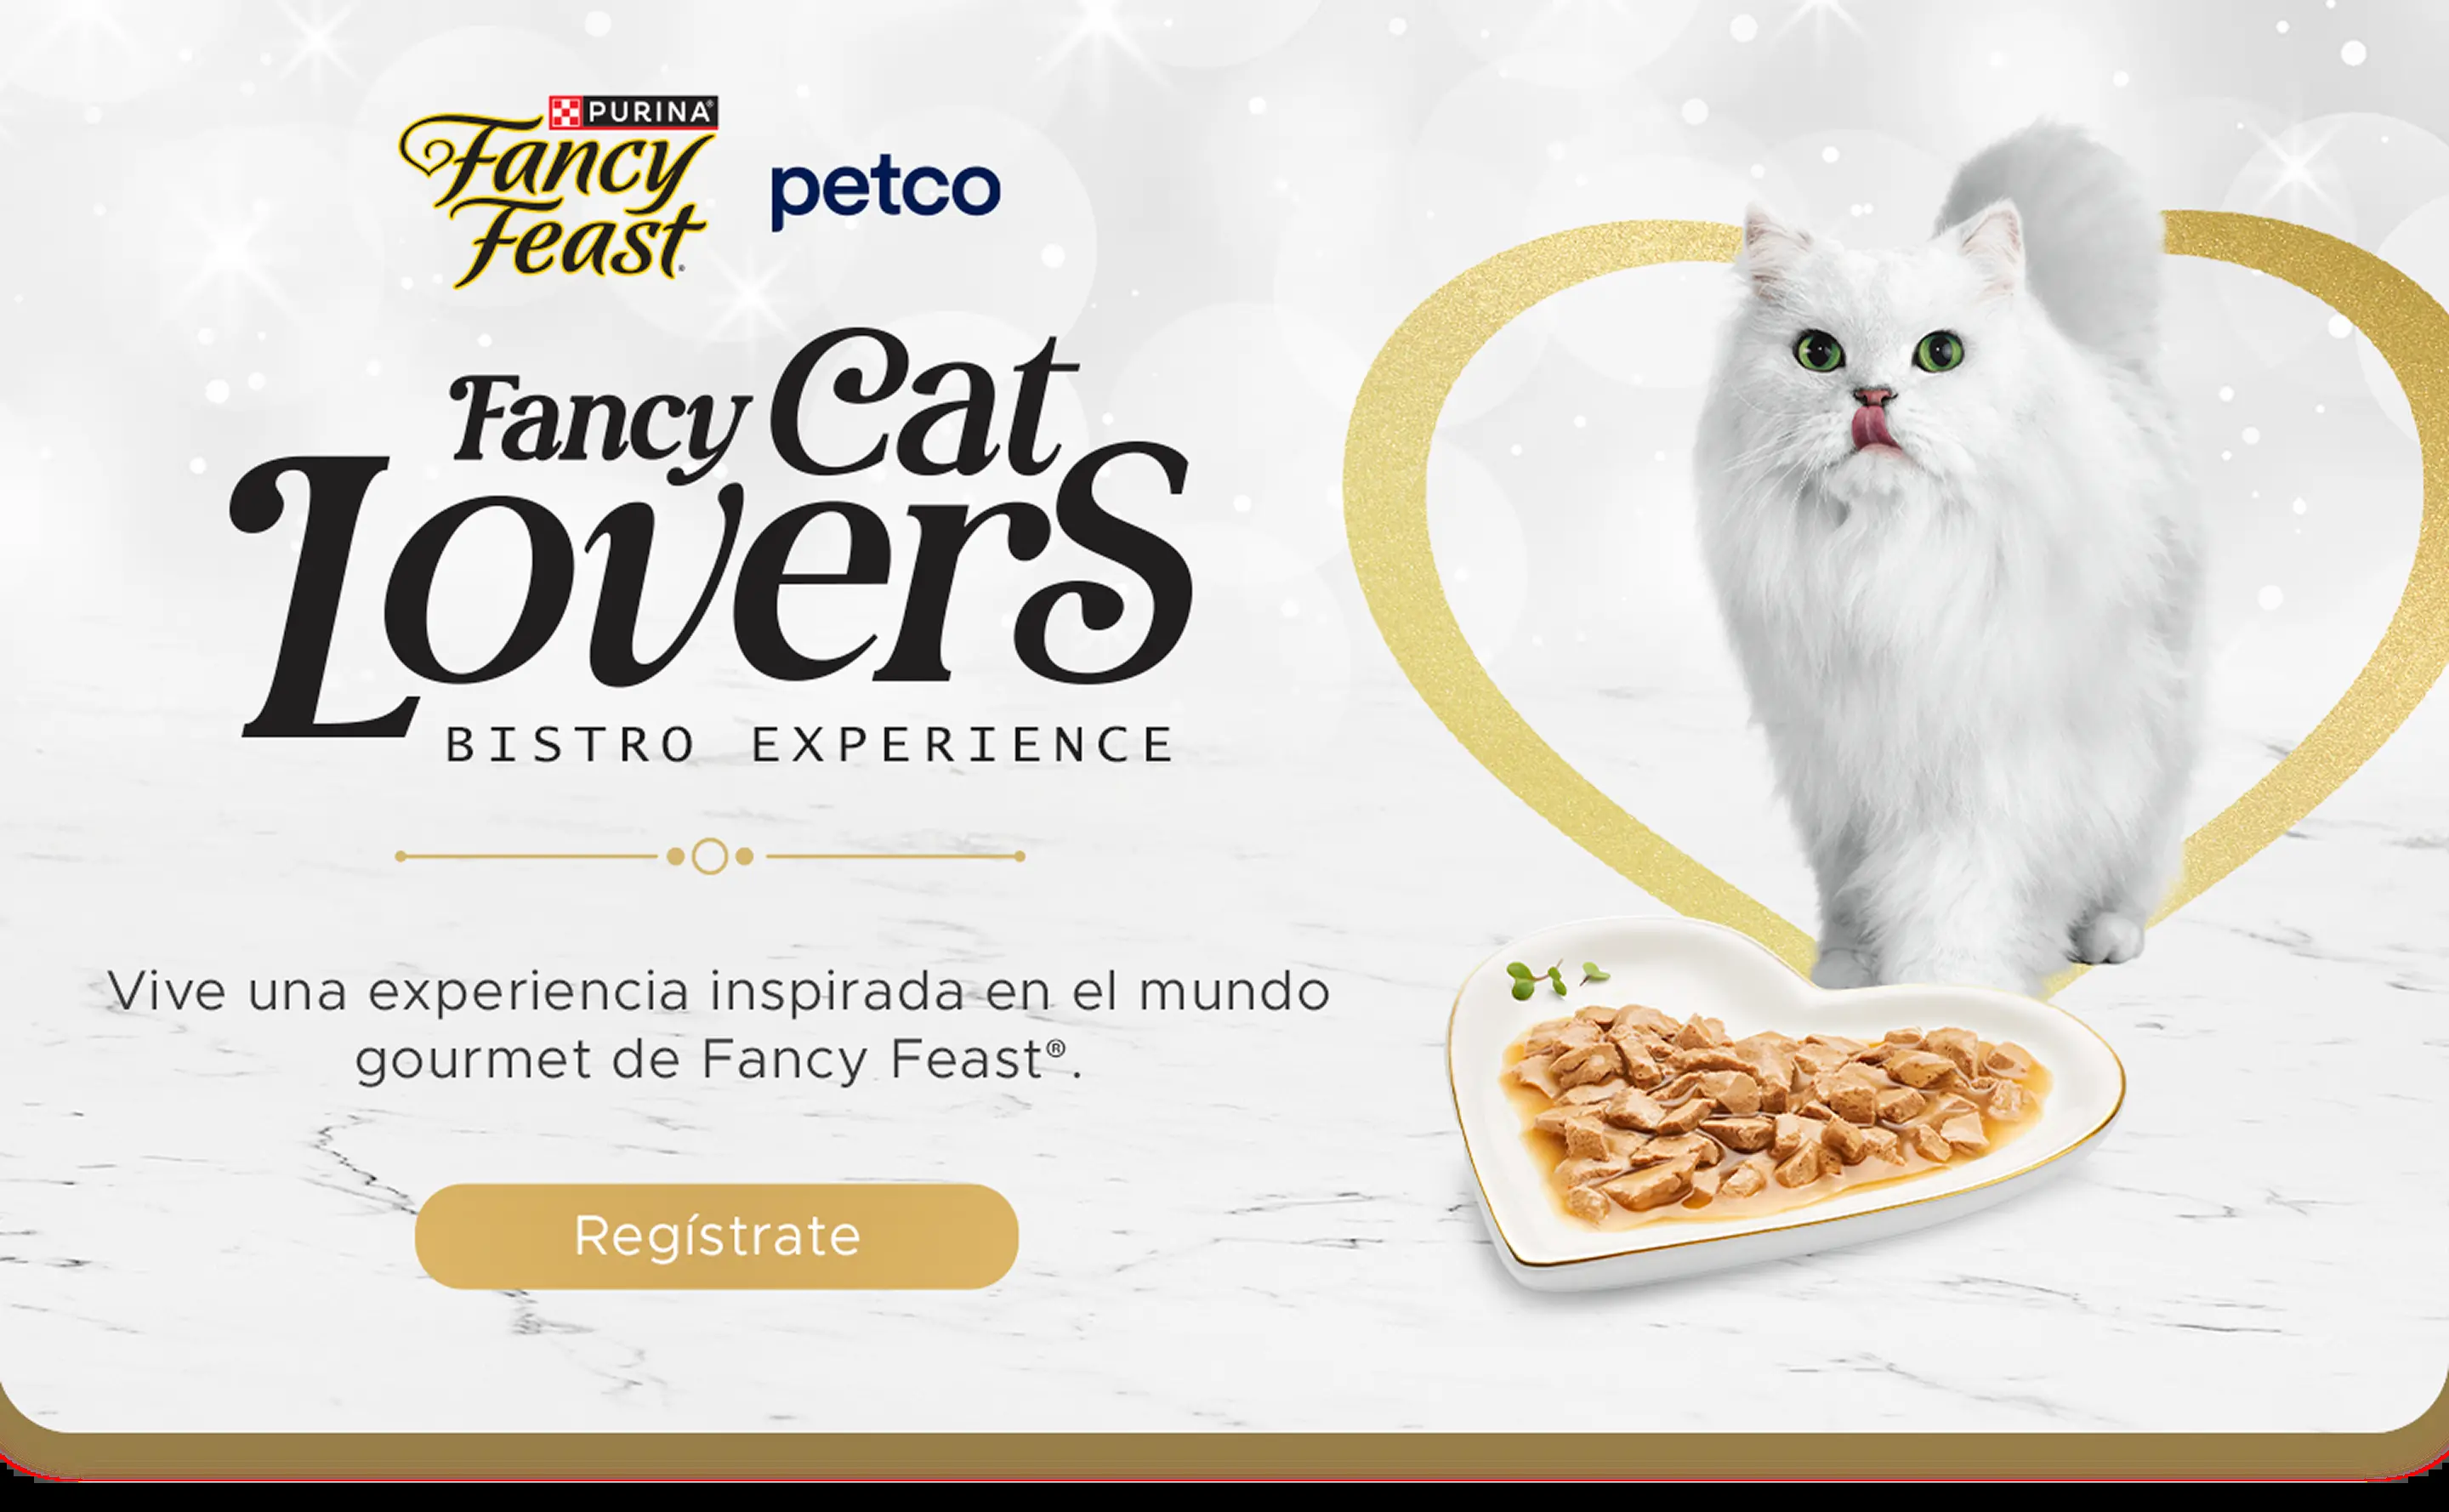 PURINA®
Fancy
Feast®
petco
Fancy Cat
Lovers
BISTRO EXPERIENCE
Vive una experiencia inspirada en el mundo
gourmet de Fancy Feast®.
Regístrate